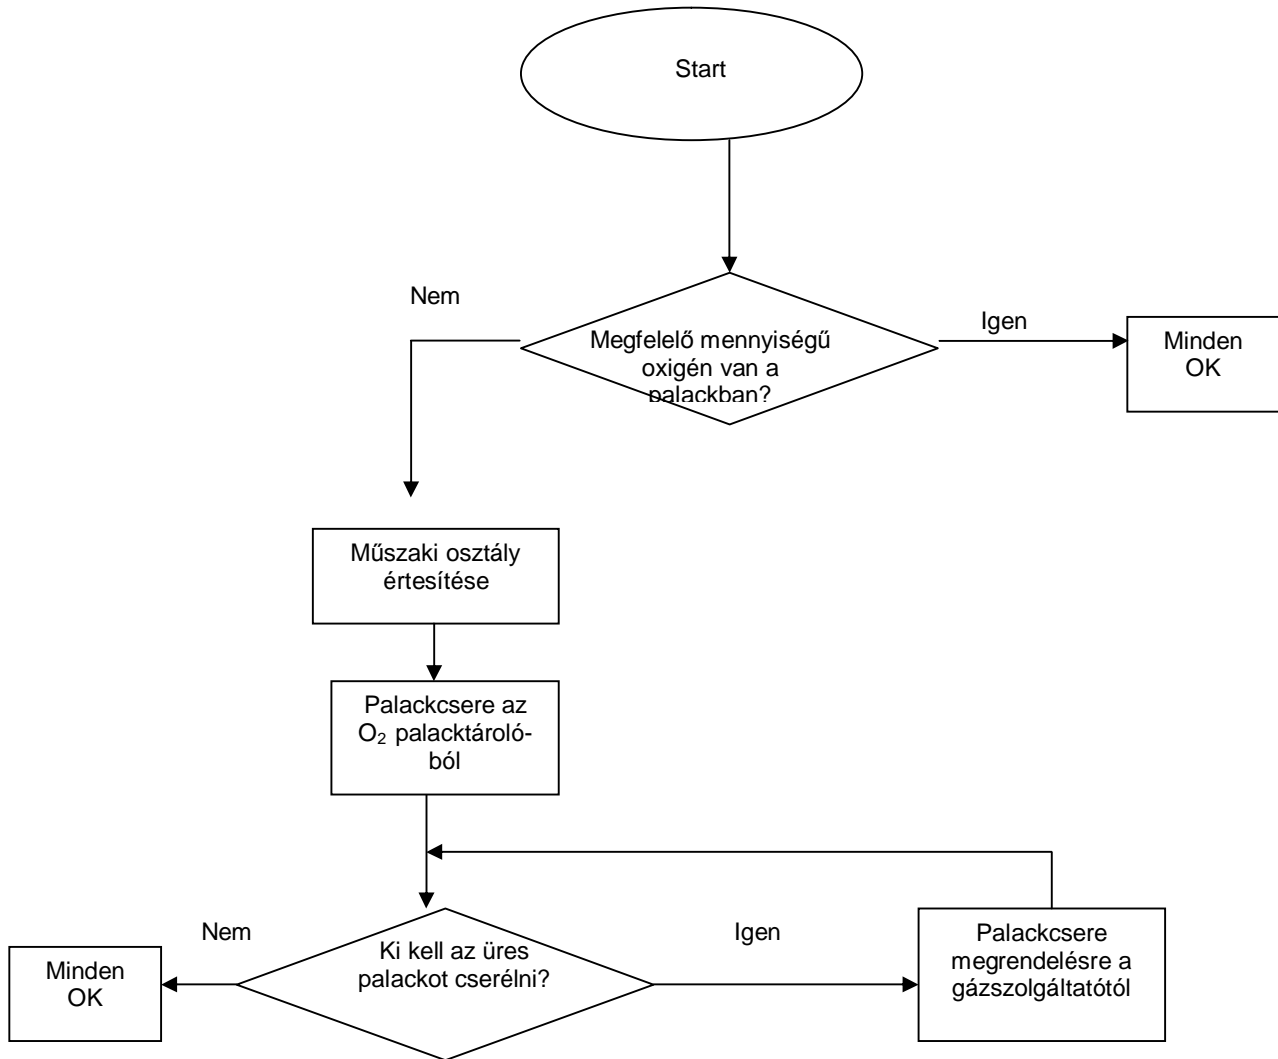 Start
Nem
Igen
Megfelelő mennyiségű
oxigén van a
palackban?
Minden
OK
Műszaki osztály
értesítése
Palackcsere az
O₂ palacktároló-
ból
Nem
Ki kell az üres
palackot cserélni?
Igen
Minden
OK
Palackcsere
megrendelésre a
gázszolgáltatótól